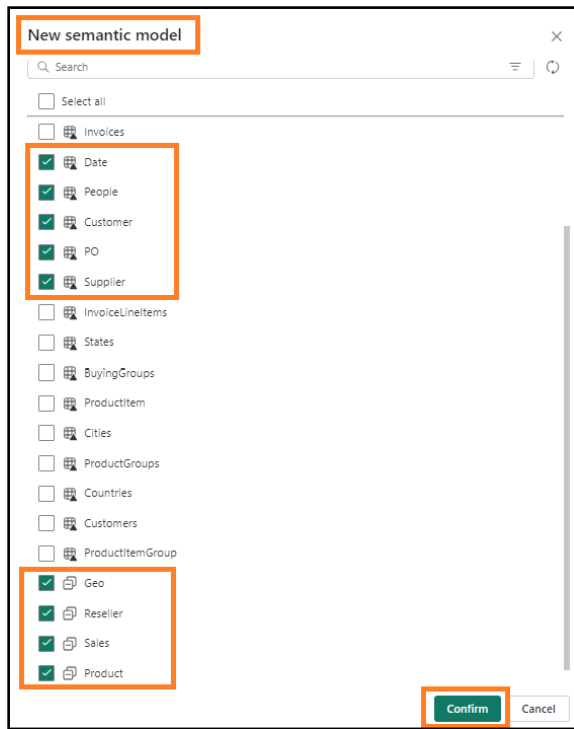 New semantic model
Search
Select all
Invoices
Date
People
Customer
PO
Supplier
InvoiceLineItems
States
BuyingGroups
ProductItem
Cities
ProductGroups
Countries
Customers
ProductItemGroup
Geo
Reseller
Sales
Product
Confirm Cancel